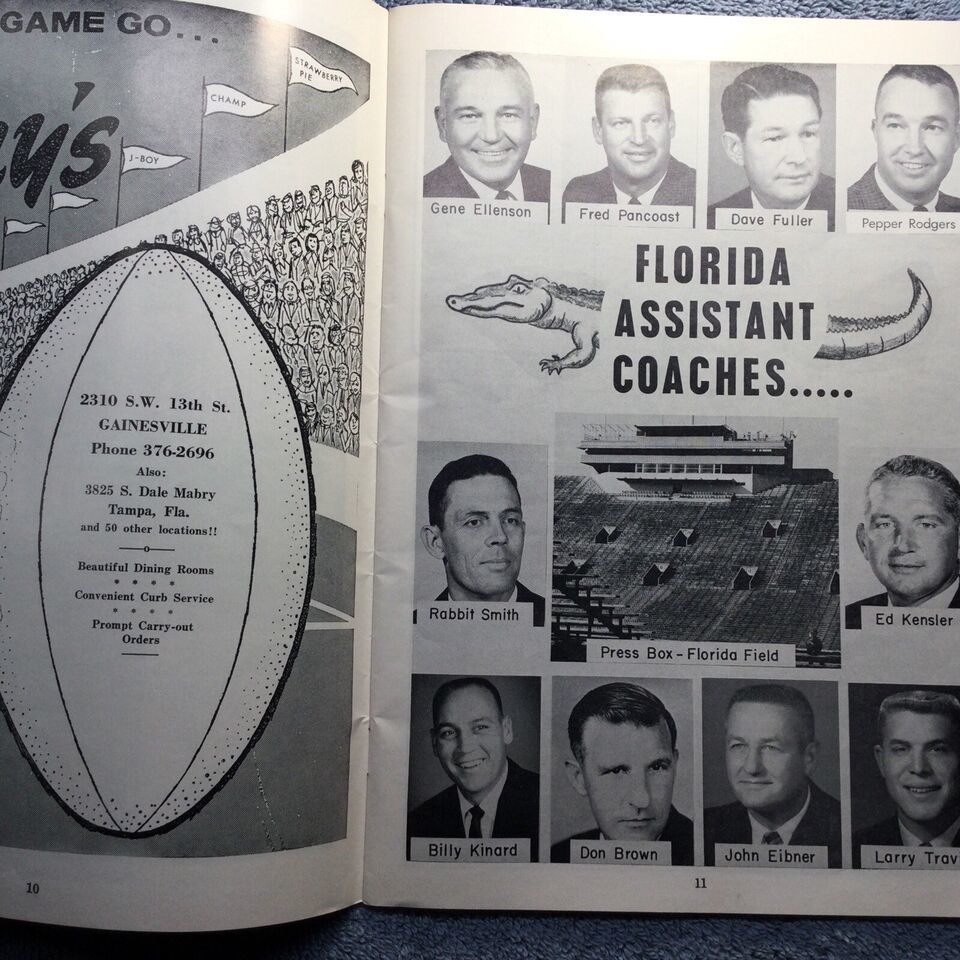 GAME GO...
STRAWBERRY
PIE
CHAMP
J-BOY
2310 S.W. 13th St.
GAINESVILLE
Phone 376-2696
Also:
3825 S. Dale Mabry
Tampa, Fla.
and 50 other locations!!
Beautiful Dining Rooms
* * * *
Convenient Curb Service
* * * *
Prompt Carry-out
Orders
10
Gene Ellenson
Fred Pancoast
Dave Fuller
Pepper Rodgers
FLORIDA
ASSISTANT
COACHES.....
Rabbit Smith
Press Box - Florida Field
Ed Kensler
Billy Kinard
Don Brown
John Eibner
Larry Trav
11